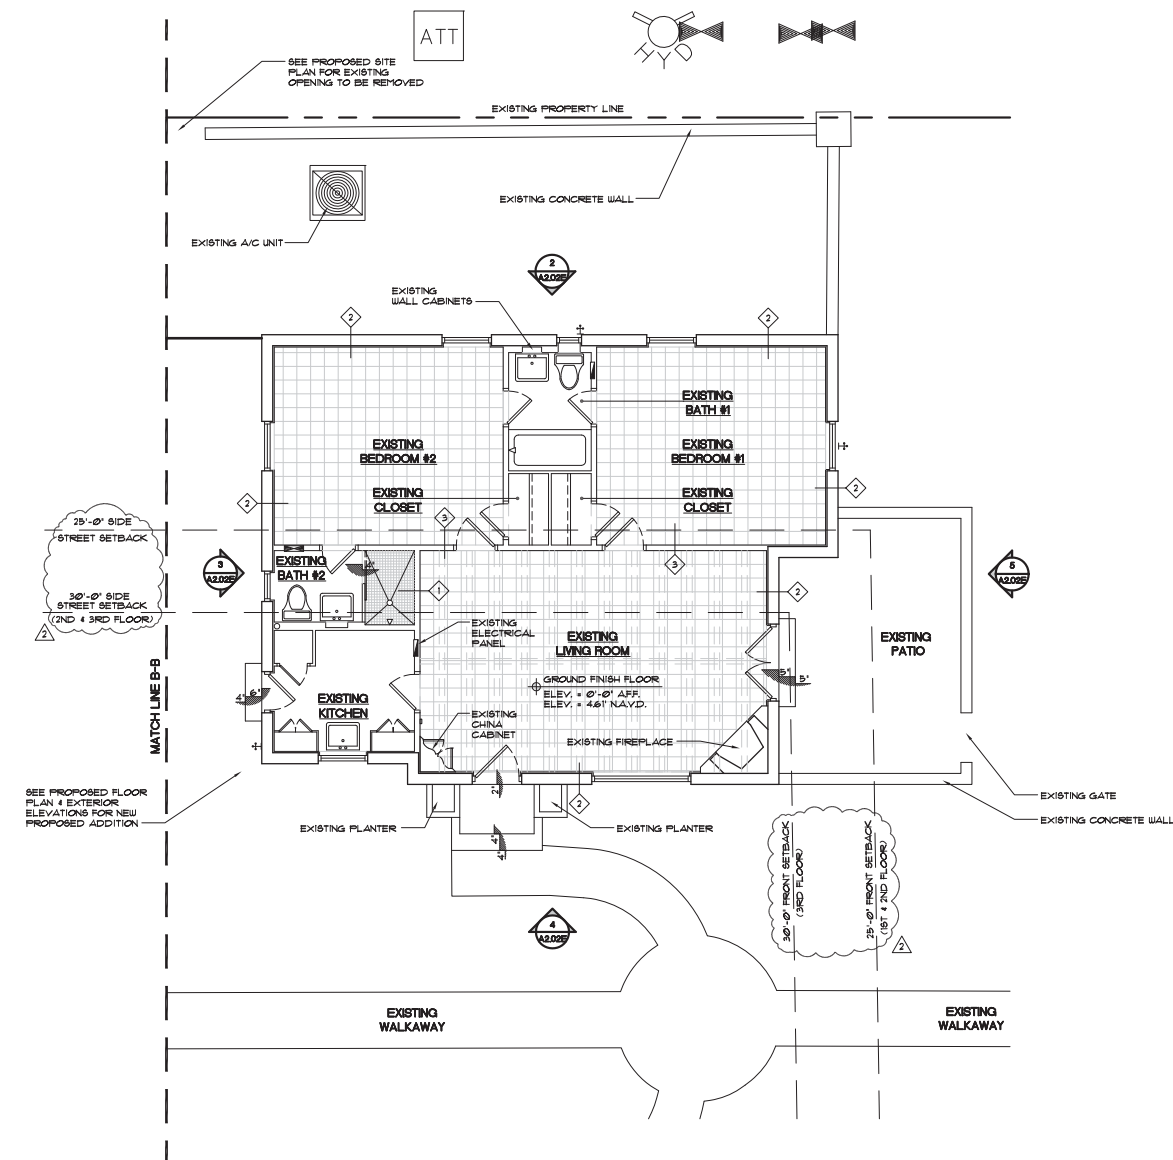 ATT
HYD
SEE PROPOSED SITE
PLAN FOR EXISTING
OPENING TO BE REMOVED
EXISTING PROPERTY LINE
EXISTING CONCRETE WALL
EXISTING A/C UNIT
2
A2.02E
EXISTING
WALL CABINETS
2
2
EXISTING
BATH #1
EXISTING
BEDROOM #2
EXISTING
BEDROOM #1
EXISTING
CLOSET
EXISTING
CLOSET
2
2
3
3
25'-0" SIDE
STREET SETBACK
30'-0" SIDE
STREET SETBACK
(2ND & 3RD FLOOR)
2
3
A2.02E
5
A2.02E
EXISTING
BATH #2
4"
1
2
EXISTING
ELECTRICAL
PANEL
EXISTING
LIVING ROOM
EXISTING
PATIO
GROUND FINISH FLOOR
ELEV. = 0'-0" A.F.F.
ELEV. = 4.61' N.A.V.D.
5"
5"
4"
6"
EXISTING
KITCHEN
EXISTING
CHINA
CABINET
EXISTING FIREPLACE
MATCH LINE B-B
SEE PROPOSED FLOOR
PLAN & EXTERIOR
ELEVATIONS FOR NEW
PROPOSED ADDITION
2"
2
EXISTING GATE
EXISTING CONCRETE WALL
EXISTING PLANTER
EXISTING PLANTER
4"
4"
30'-0" FRONT SETBACK
(3RD FLOOR)
25'-0" FRONT SETBACK
(1ST & 2ND FLOOR)
2
4
A2.02E
EXISTING
WALKAWAY
EXISTING
WALKAWAY